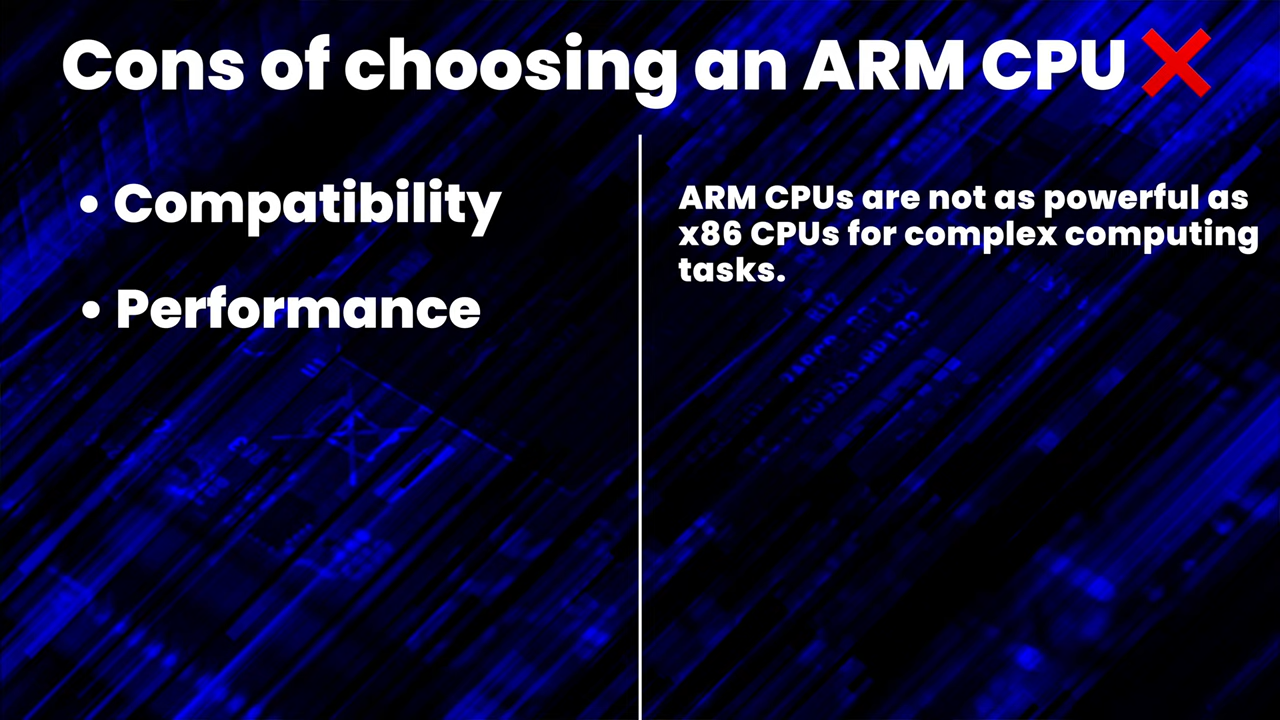 Cons of choosing an ARM CPU ❌
• Compatibility
• Performance
ARM CPUs are not as powerful as
x86 CPUs for complex computing
tasks.